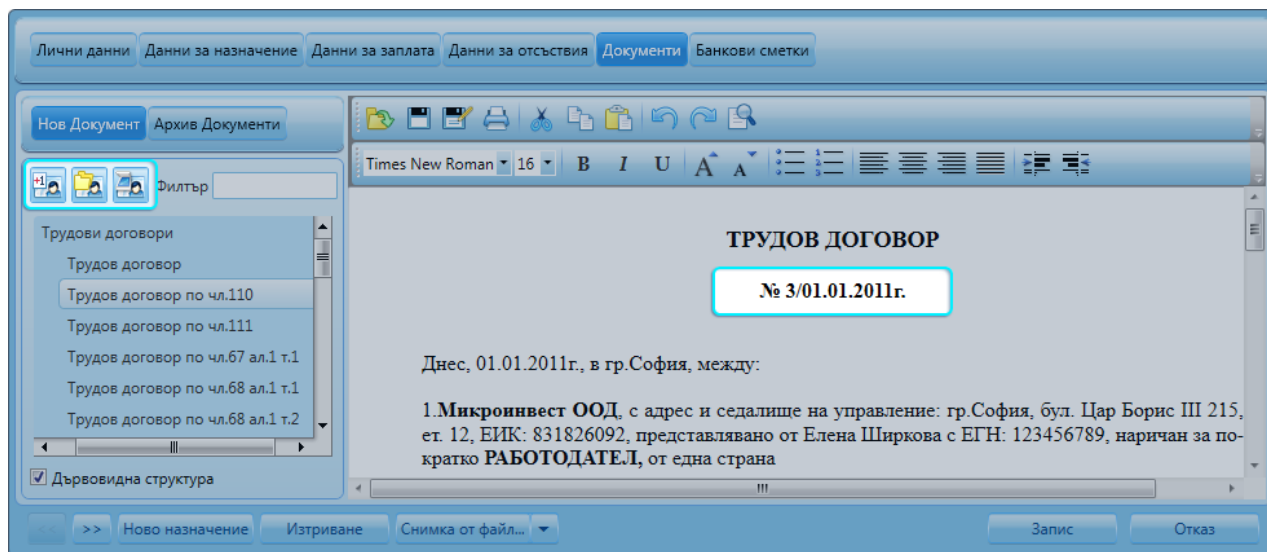 Лични данни Данни за назначение Данни за заплата Данни за отсъствия Документи Банкови сметки
Нов Документ Архив Документи
Филтър
Times New Roman 16 B I U A A
Трудови договори
Трудов договор
Трудов договор по чл.110
Трудов договор по чл.111
Трудов договор по чл.67 ал.1 т.1
Трудов договор по чл.68 ал.1 т.1
Трудов договор по чл.68 ал.1 т.2
Дървовидна структура
ТРУДОВ ДОГОВОР
№ 3/01.01.2011г.
Днес, 01.01.2011г., в гр.София, между:
1.Микроинвест ООД, с адрес и седалище на управление: гр.София, бул. Цар Борис III 215,
ет. 12, ЕИК: 831826092, представлявано от Елена Ширкова с ЕГН: 123456789, наричан за по-
кратко РАБОТОДАТЕЛ, от една страна
<< >> Ново назначение Изтриване Снимка от файл... Запис Отказ